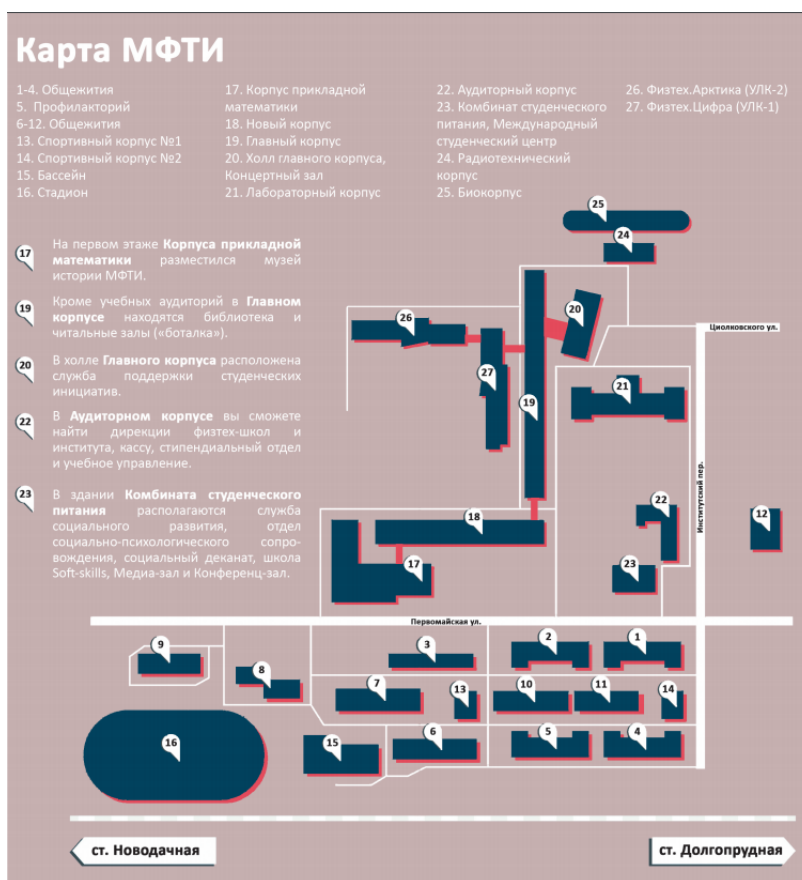 Карта МФТИ
1-4. Общежития
5. Профилакторий
6-12. Общежития
13. Спортивный корпус №1
14. Спортивный корпус №2
15. Бассейн
16. Стадион
17. Корпус прикладной
математики
18. Новый корпус
19. Главный корпус
20. Холл главного корпуса,
Концертный зал
21. Лабораторный корпус
22. Аудиторный корпус
23. Комбинат студенческого
питания, Международный
студенческий центр
24. Радиотехнический
корпус
25. Биокорпус
26. Физтех.Арктика (УЛК-2)
27. Физтех.Цифра (УЛК-1)
17
На первом этаже Корпуса прикладной
математики разместился музей
истории МФТИ.
19
Кроме учебных аудиторий в Главном
корпусе находятся библиотека и
читальные залы («боталка»).
20
В холле Главного корпуса расположена
служба поддержки студенческих
инициатив.
22
В Аудиторном корпусе вы сможете
найти дирекции физтех-школ и
института, кассу, стипендиальный отдел
и учебное управление.
23
В здании Комбината студенческого
питания располагаются служба
социального развития, отдел
социально-психологического сопро-
вождения, социальный деканат, школа
Soft-skills, Медиа-зал и Конференц-зал.
25
24
20
26
Циолковского ул.
27
21
19
Институтский пер.
22
12
18
17
23
Первомайская ул.
9
8
3
2
1
7
13
10
11
14
16
15
6
5
4
ст. Новодачная
ст. Долгопрудная